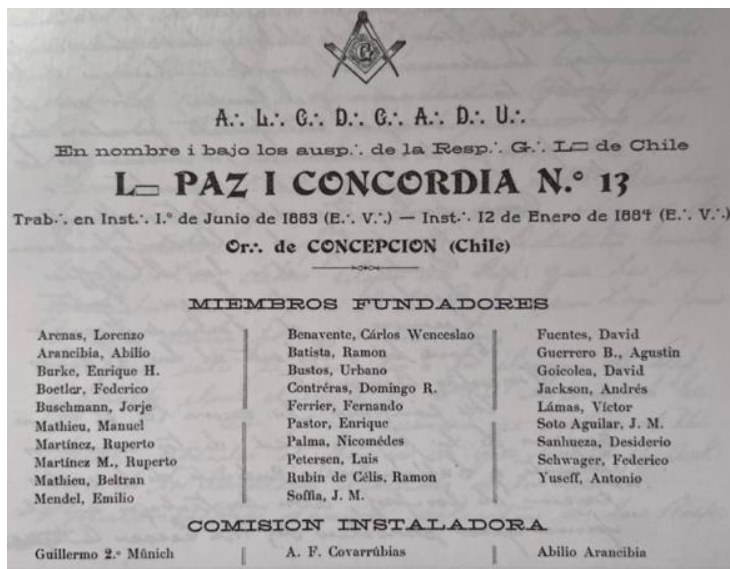 G
A∴ L∴ G∴ D∴ G∴ A∴ D∴ U∴
En nombre i bajo los ausp∴ de la Resp∴ G∴ L▭ de Chile
L▭ PAZ I CONCORDIA N.º 13
Trab∴ en Inst∴ 1.º de Junio de 1883 (E∴ V∴) — Inst∴ 12 de Enero de 1884 (E∴ V∴)
Or∴ de CONCEPCION (Chile)
MIEMBROS FUNDADORES
Arenas, Lorenzo
Arancibia, Abilio
Burke, Enrique H.
Boetler, Federico
Buschmann, Jorje
Mathieu, Manuel
Martínez, Ruperto
Martínez M., Ruperto
Mathieu, Beltran
Mendel, Emilio
Benavente, Cárlos Wenceslao
Batista, Ramon
Bustos, Urbano
Contréras, Domingo R.
Ferrier, Fernando
Pastor, Enrique
Palma, Nicomédes
Petersen, Luis
Rubin de Célis, Ramon
Soffia, J. M.
Fuentes, David
Guerrero B., Agustin
Goicolea, David
Jackson, Andrés
Lámas, Víctor
Soto Aguilar, J. M.
Sanhueza, Desiderio
Schwager, Federico
Yuseff, Antonio
COMISION INSTALADORA
Guillermo 2.º Münich
A. F. Covarrúbias
Abilio Arancibia